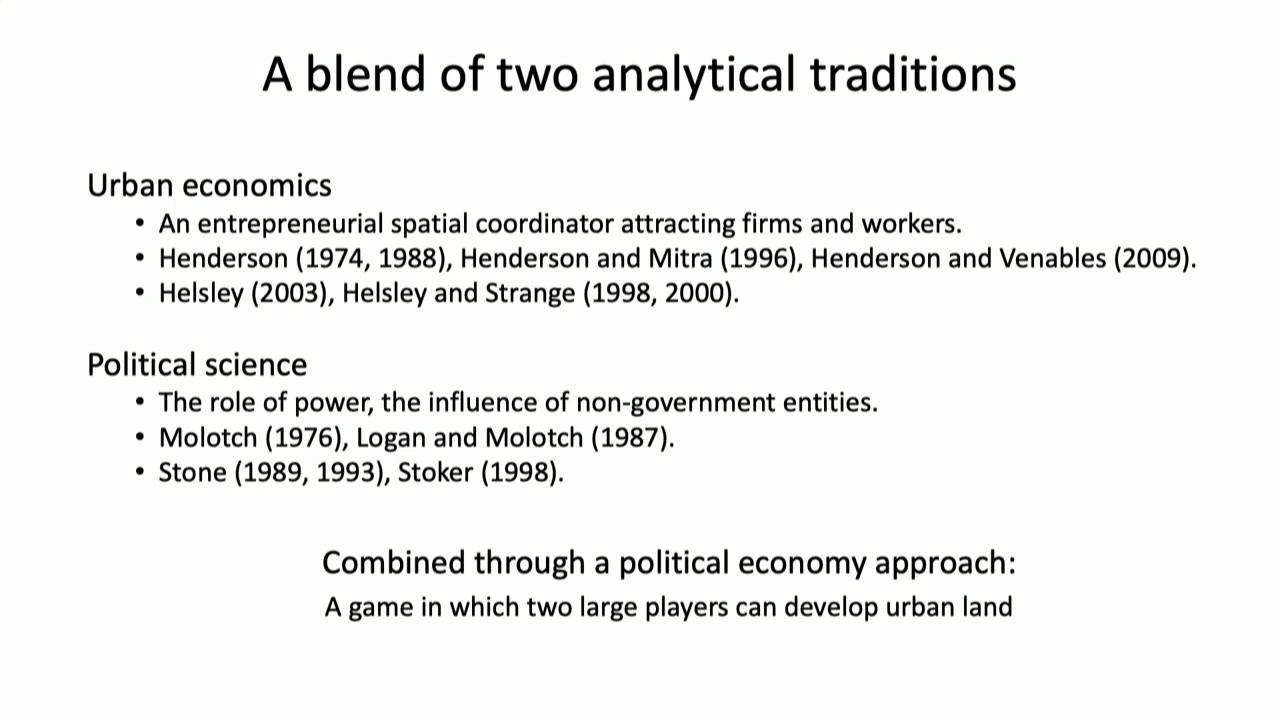 A blend of two analytical traditions
Urban economics
• An entrepreneurial spatial coordinator attracting firms and workers.
• Henderson (1974, 1988), Henderson and Mitra (1996), Henderson and Venables (2009).
• Helsley (2003), Helsley and Strange (1998, 2000).
Political science
• The role of power, the influence of non-government entities.
• Molotch (1976), Logan and Molotch (1987).
• Stone (1989, 1993), Stoker (1998).
Combined through a political economy approach:
A game in which two large players can develop urban land